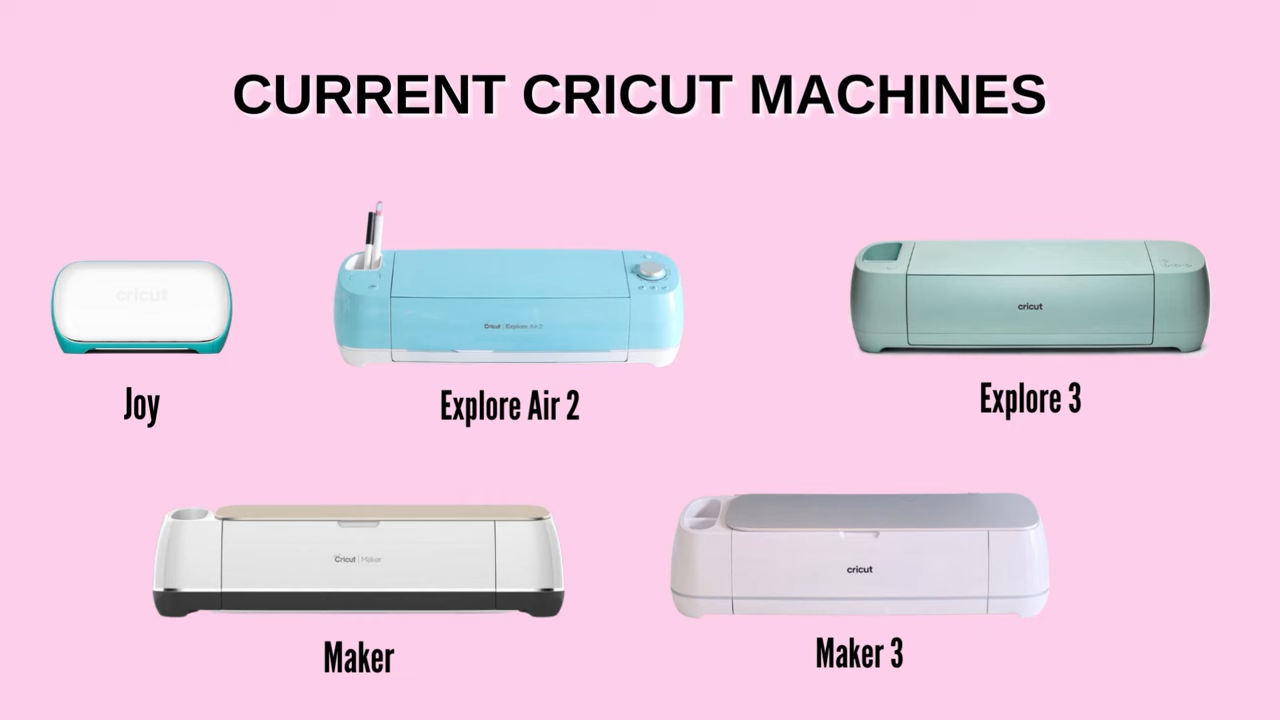 CURRENT CRICUT MACHINES
cricut
Cricut | Explore Air 2
cricut
Joy
Explore Air 2
Explore 3
Cricut | Maker
cricut
Maker
Maker 3